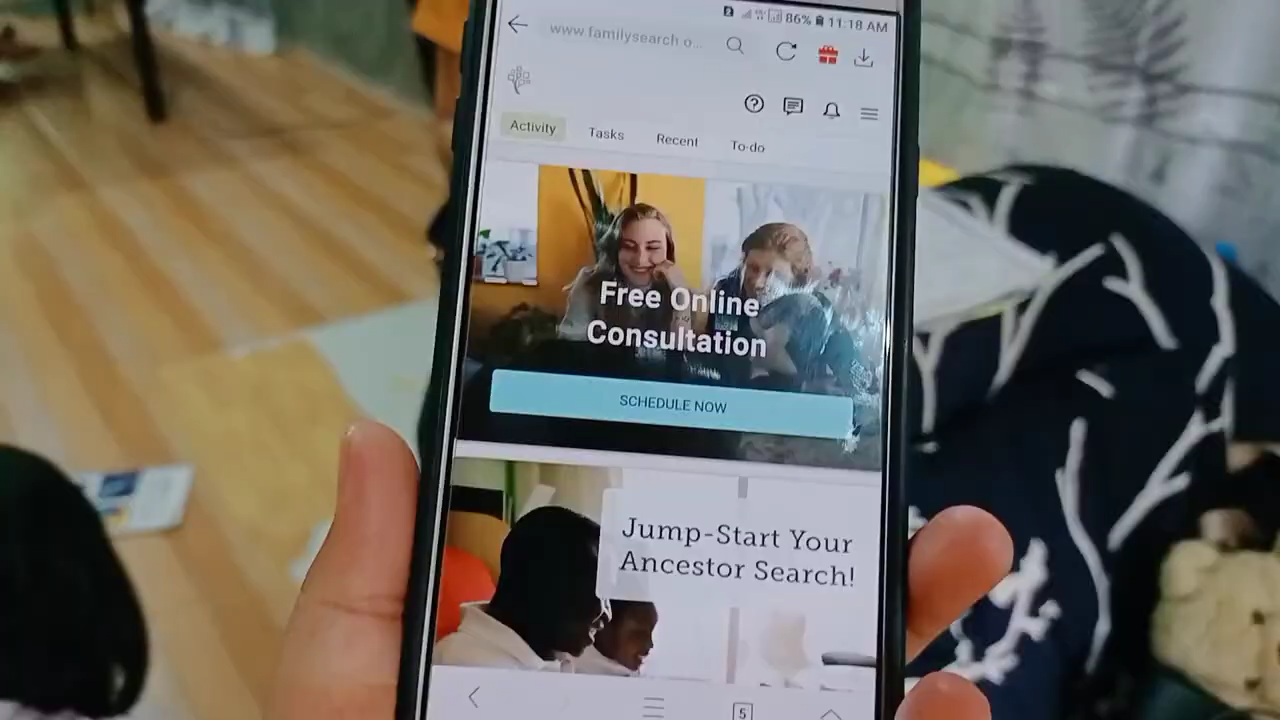 86% 11:18 AM
www.familysearch.o...
Activity Tasks Recent To-do
Free Online
Consultation
SCHEDULE NOW
Jump-Start Your
Ancestor Search!
5